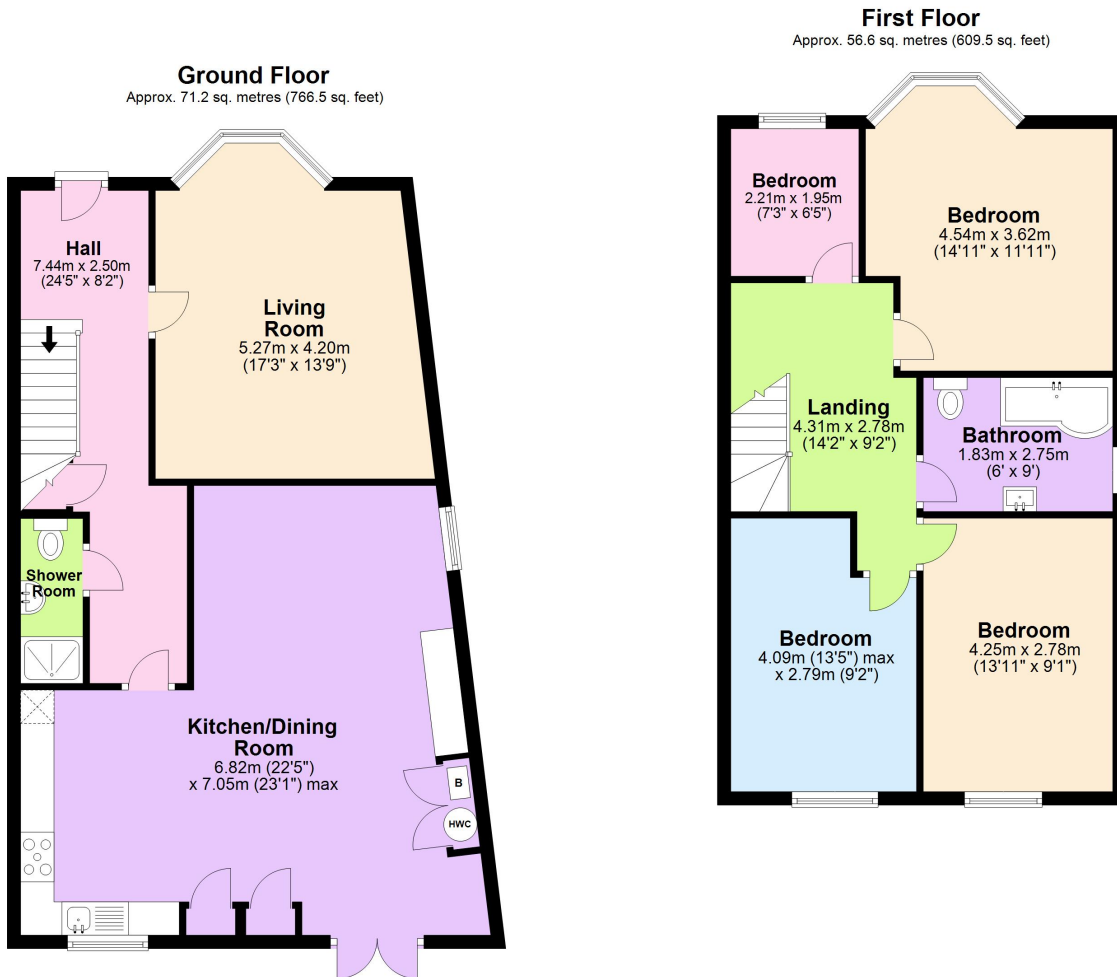 Ground Floor
Approx. 71.2 sq. metres (766.5 sq. feet)
Hall
7.44m x 2.50m
(24'5" x 8'2")
Living
Room
5.27m x 4.20m
(17'3" x 13'9")
Shower
Room
Kitchen/Dining
Room
6.82m (22'5")
x 7.05m (23'1") max
B
HWC
First Floor
Approx. 56.6 sq. metres (609.5 sq. feet)
Bedroom
2.21m x 1.95m
(7'3" x 6'5")
Bedroom
4.54m x 3.62m
(14'11" x 11'11")
Landing
4.31m x 2.78m
(14'2" x 9'2")
Bathroom
1.83m x 2.75m
(6' x 9')
Bedroom
4.09m (13'5") max
x 2.79m (9'2")
Bedroom
4.25m x 2.78m
(13'11" x 9'1")